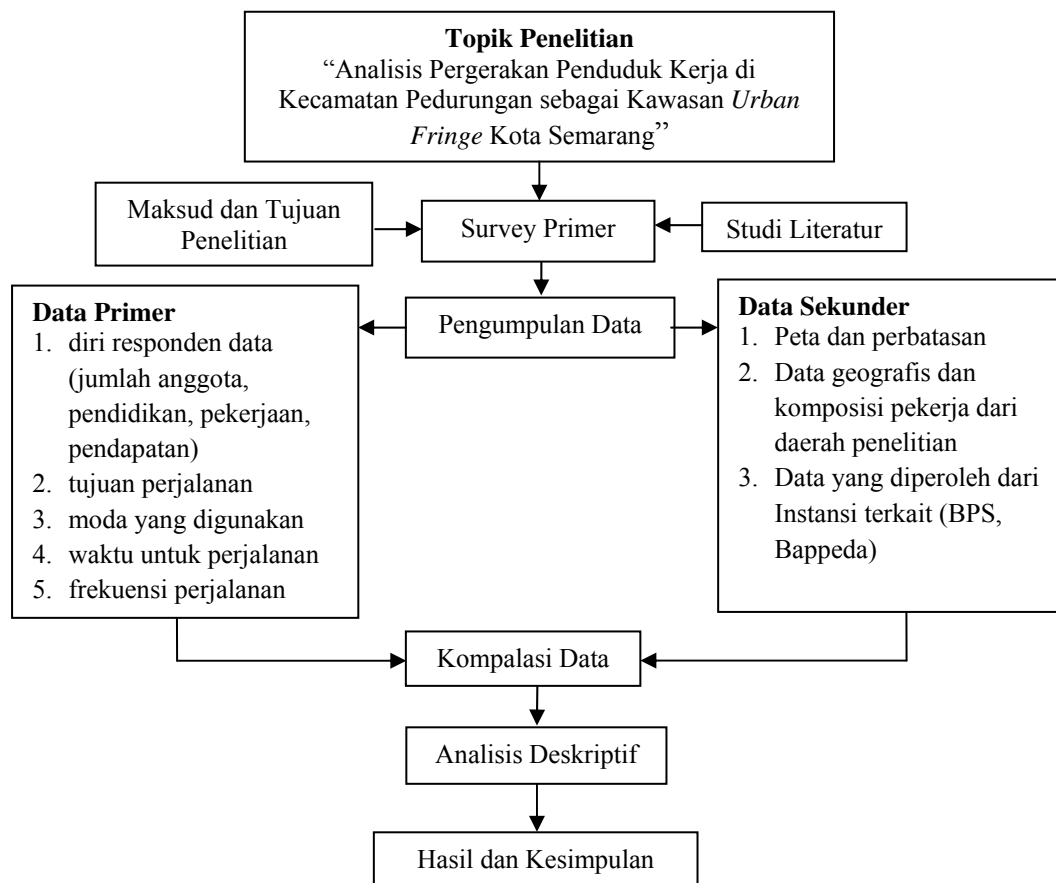 Topik Penelitian
“Analisis Pergerakan Penduduk Kerja di
Kecamatan Pedurungan sebagai Kawasan Urban
Fringe Kota Semarang”
Maksud dan Tujuan
Penelitian
Survey Primer
Studi Literatur
Pengumpulan Data
Data Primer
1. diri responden data
(jumlah anggota,
pendidikan, pekerjaan,
pendapatan)
2. tujuan perjalanan
3. moda yang digunakan
4. waktu untuk perjalanan
5. frekuensi perjalanan
Data Sekunder
1. Peta dan perbatasan
2. Data geografis dan
komposisi pekerja dari
daerah penelitian
3. Data yang diperoleh dari
Instansi terkait (BPS,
Bappeda)
Kompalasi Data
Analisis Deskriptif
Hasil dan Kesimpulan